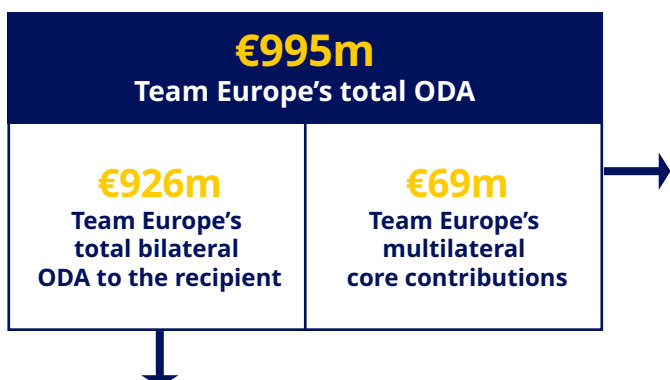 €995m
Team Europe’s total ODA
€926m
Team Europe’s
total bilateral
ODA to the recipient
€69m
Team Europe’s
multilateral
core contributions